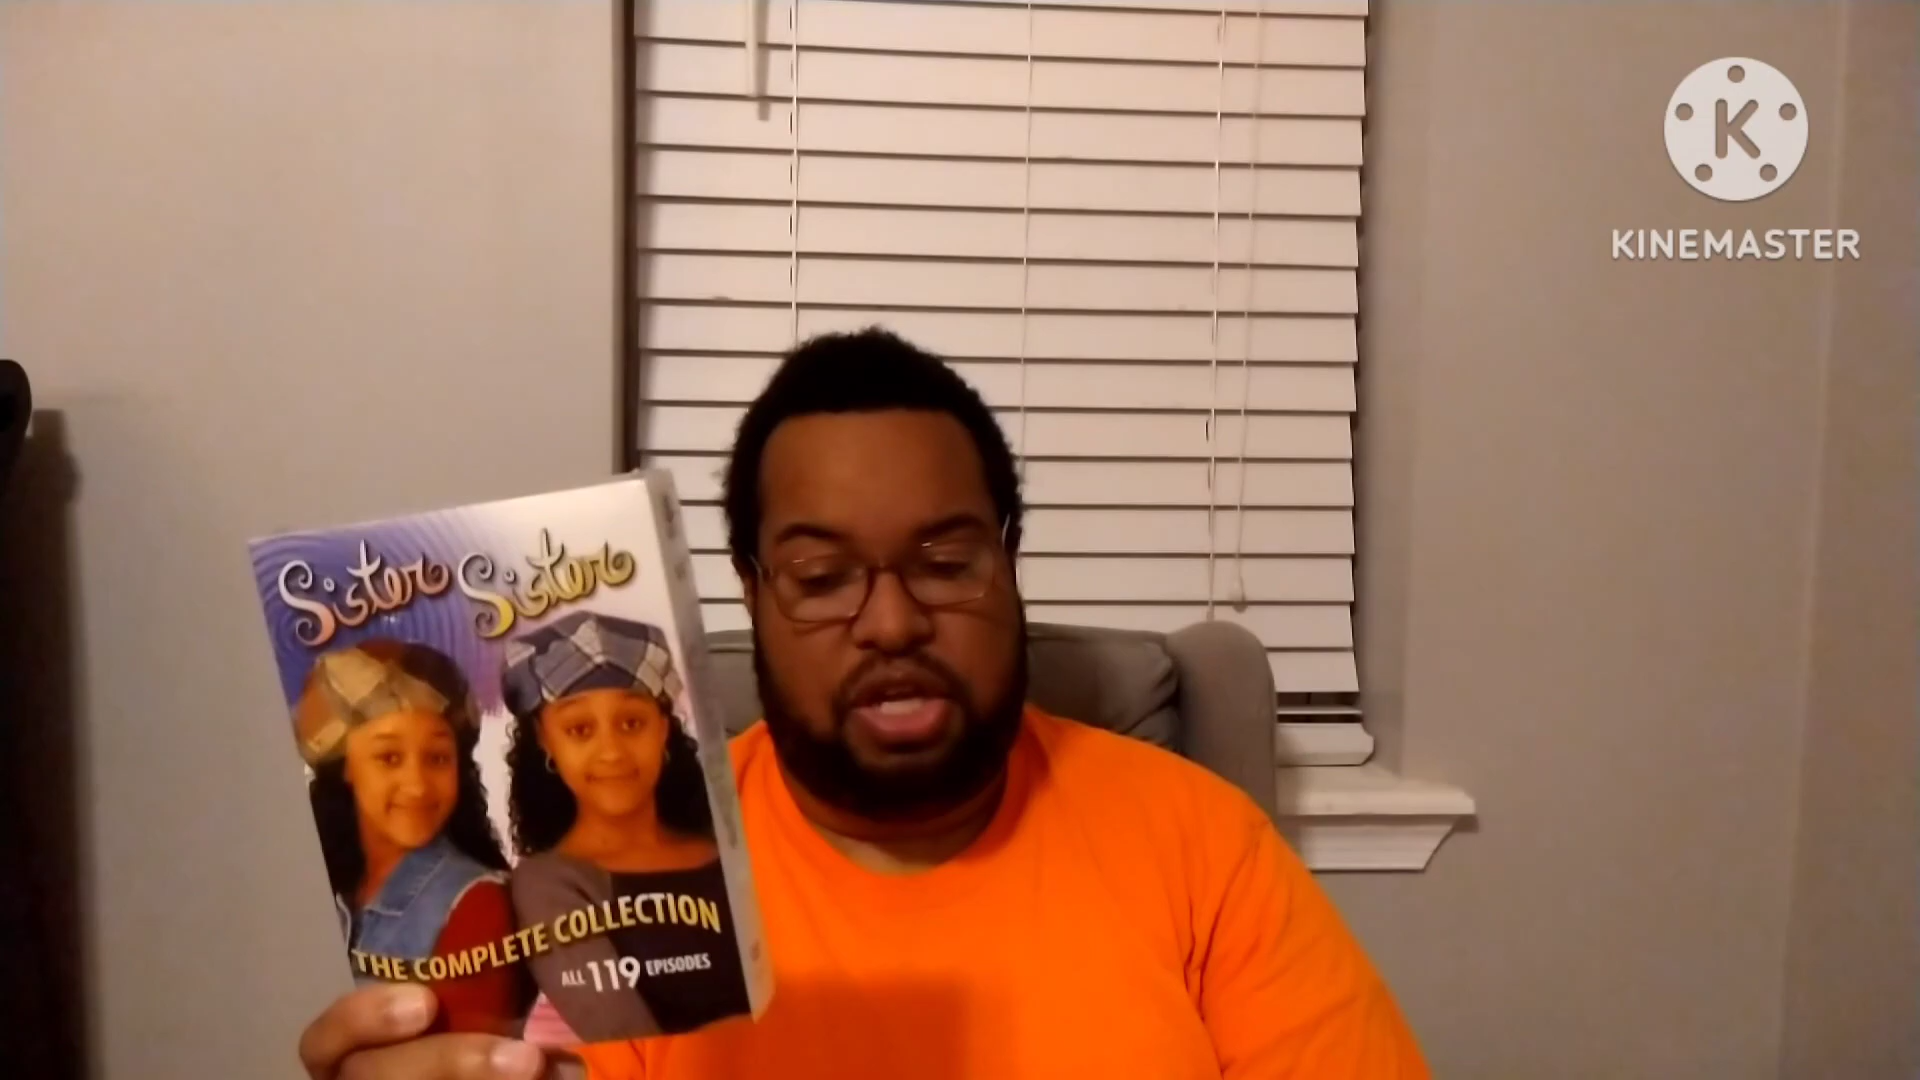 K
KINEMASTER
Sister Sister
THE COMPLETE COLLECTION
ALL 119 EPISODES